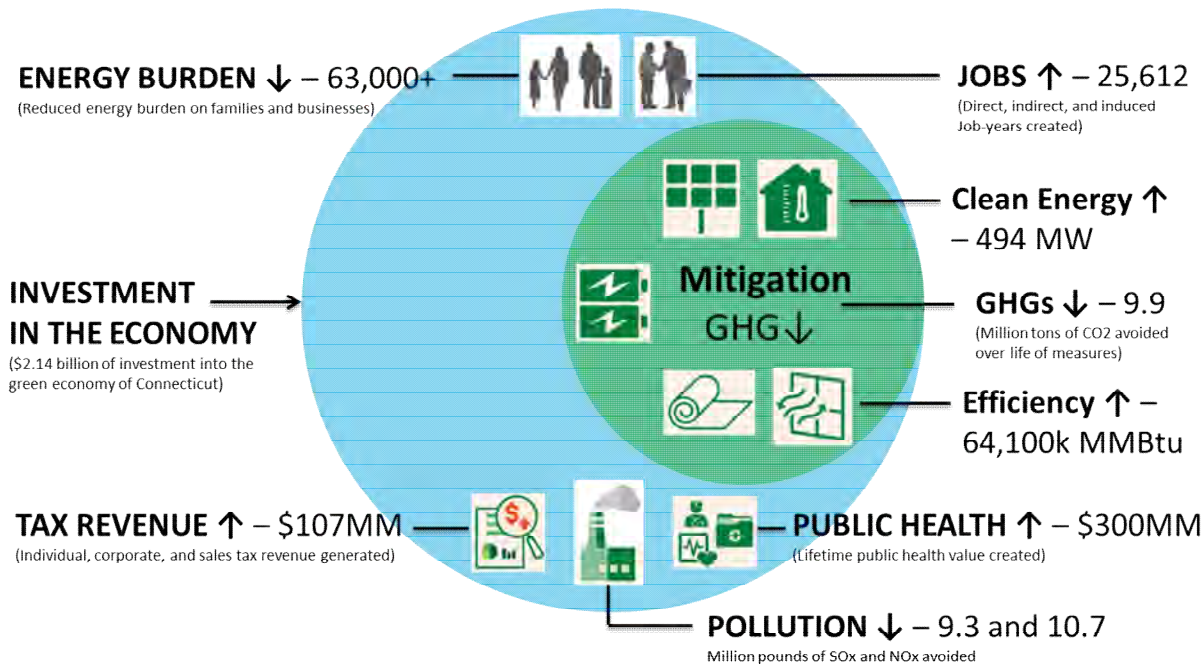 ENERGY BURDEN ↓ – 63,000+
(Reduced energy burden on families and businesses)
JOBS ↑ – 25,612
(Direct, indirect, and induced
Job-years created)
Clean Energy ↑
– 494 MW
INVESTMENT
IN THE ECONOMY
($2.14 billion of investment into the
green economy of Connecticut)
Mitigation
GHG↓
GHGs ↓ – 9.9
(Million tons of CO2 avoided
over life of measures)
Efficiency ↑ –
64,100k MMBtu
TAX REVENUE ↑ – $107MM
(Individual, corporate, and sales tax revenue generated)
PUBLIC HEALTH ↑ – $300MM
(Lifetime public health value created)
POLLUTION ↓ – 9.3 and 10.7
Million pounds of SOx and NOx avoided